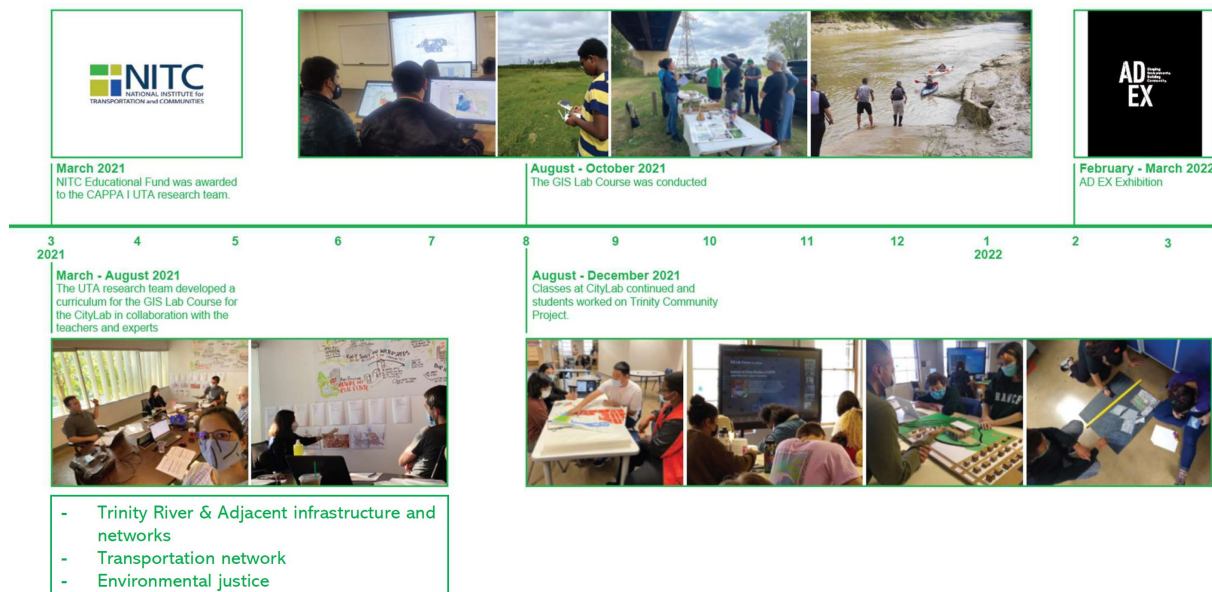 NITC
NATIONAL INSTITUTE for
TRANSPORTATION and COMMUNITIES
AD
EX
March 2021
NITC Educational Fund was awarded
to the CAPPA I UTA research team.
August - October 2021
The GIS Lab Course was conducted
February - March 2022
AD EX Exhibition
3 4 5 6 7 8 9 10 11 12 1 2 3
2021 2022
March - August 2021
The UTA research team developed a
curriculum for the GIS Lab Course for
the CityLab in collaboration with the
teachers and experts
August - December 2021
Classes at CityLab continued and
students worked on Trinity Community
Project.
- Trinity River & Adjacent infrastructure and
networks
- Transportation network
- Environmental justice